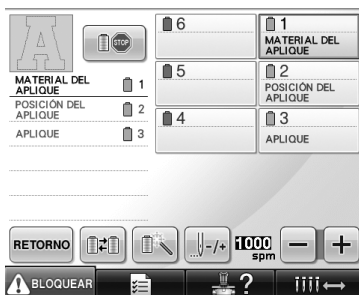 A
STOP
MATERIAL DEL
APLIQUE
1
POSICIÓN DEL
APLIQUE
2
APLIQUE
3
6
1
MATERIAL DEL
APLIQUE
5
2
POSICIÓN DEL
APLIQUE
4
3
APLIQUE
RETORNO
-/+
1000
spm
−
+
BLOQUEAR
?